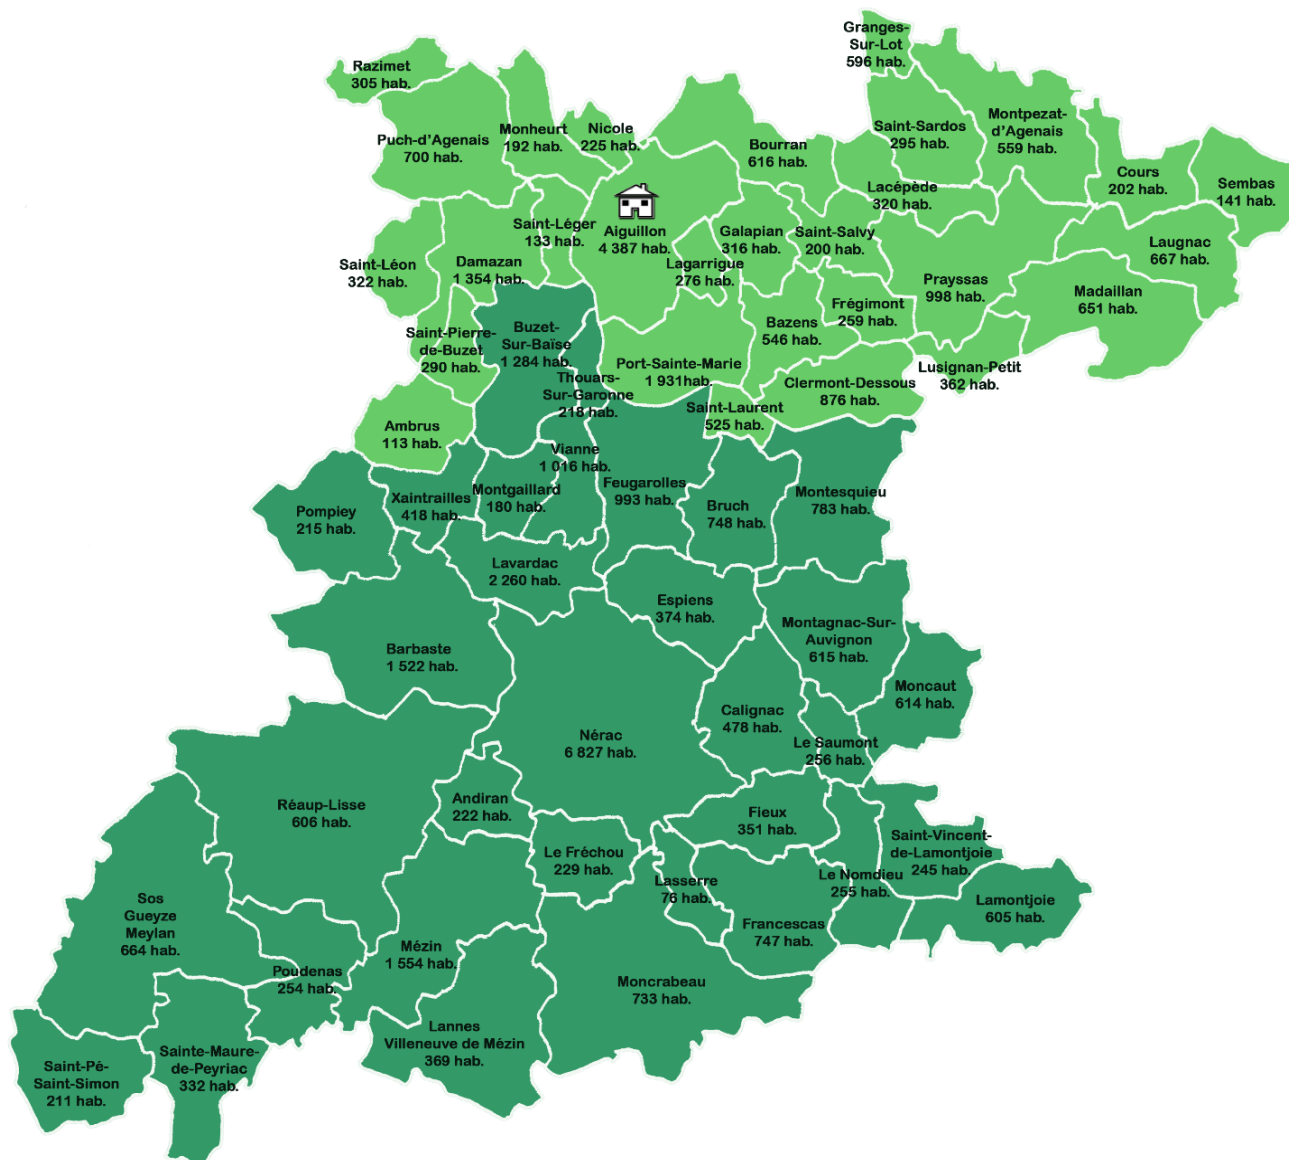 Granges-
Sur-Lot
596 hab.
Razimet
305 hab.
Puch-d'Agenais
700 hab.
Monheurt
192 hab.
Nicole
225 hab.
Bourran
616 hab.
Saint-Sardos
295 hab.
Montpezat-
d'Agenais
559 hab.
Cours
202 hab.
Sembas
141 hab.
Lacépède
320 hab.
Saint-Léger
133 hab.
Aiguillon
4 387 hab.
Galapian
316 hab.
Saint-Salvy
200 hab.
Laugnac
667 hab.
Saint-Léon
322 hab.
Damazan
1 354 hab.
Lagarrigue
276 hab.
Prayssas
998 hab.
Madaillan
651 hab.
Saint-Pierre-
de-Buzet
290 hab.
Buzet-
Sur-Baïse
1 284 hab.
Bazens
546 hab.
Frégimont
259 hab.
Thouars-
Sur-Garonne
218 hab.
Port-Sainte-Marie
1 931hab.
Clermont-Dessous
876 hab.
Lusignan-Petit
362 hab.
Ambrus
113 hab.
Saint-Laurent
525 hab.
Vianne
1 016 hab.
Pompiey
215 hab.
Xaintrailles
418 hab.
Montgaillard
180 hab.
Feugarolles
993 hab.
Bruch
748 hab.
Montesquieu
783 hab.
Lavardac
2 260 hab.
Espiens
374 hab.
Montagnac-Sur-
Auvignon
615 hab.
Barbaste
1 522 hab.
Moncaut
614 hab.
Calignac
478 hab.
Nérac
6 827 hab.
Le Saumont
256 hab.
Réaup-Lisse
606 hab.
Andiran
222 hab.
Fieux
351 hab.
Saint-Vincent-
de-Lamontjoie
245 hab.
Le Fréchou
229 hab.
Lasserre
76 hab.
Le Nomdieu
255 hab.
Lamontjoie
605 hab.
Sos
Gueyze
Meylan
664 hab.
Francescas
747 hab.
Mézin
1 554 hab.
Poudenas
254 hab.
Moncrabeau
733 hab.
Lannes
Villeneuve de Mézin
369 hab.
Sainte-Maure-
de-Peyriac
332 hab.
Saint-Pé-
Saint-Simon
211 hab.